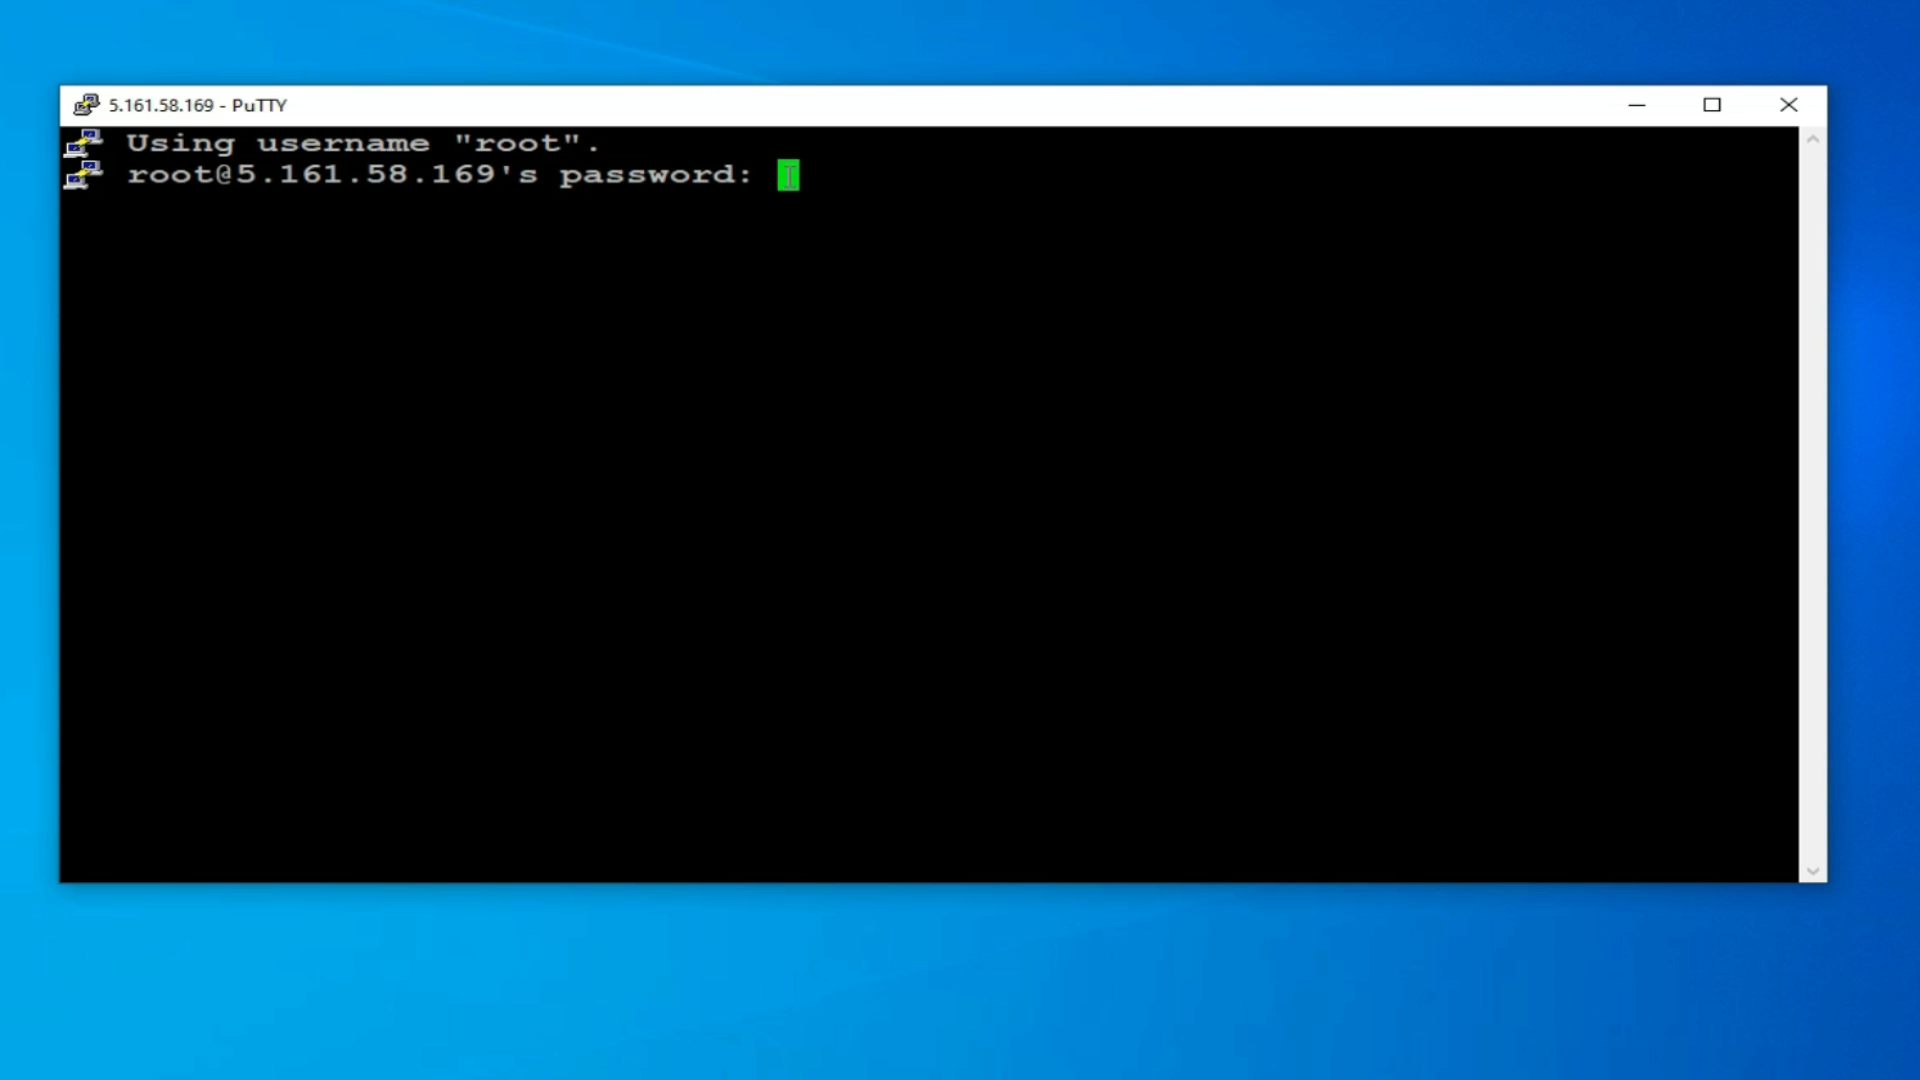 5.161.58.169 - PuTTY
Using username "root".
root@5.161.58.169's password: